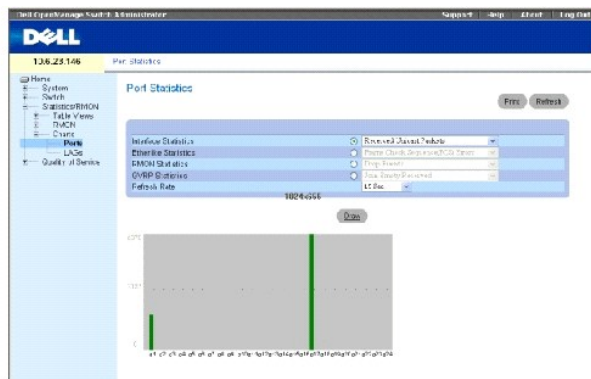 Dell OpenManage Switch Administrator
Support Help About Log Out
DELL
10.6.23.146
Port Statistics
Home
System
Switch
Statistics/RMON
Table Views
RMON
Charts
Ports
LAGs
Quality of Service
Port Statistics
Print Refresh
Interface Statistics Received Unicast Packets
Etherlike Statistics Frame Check Sequence(FCS) Errors
RMON Statistics Drop Events
GVRP Statistics Join Empty Received
Refresh Rate 15 Sec
1024x666
Draw
0